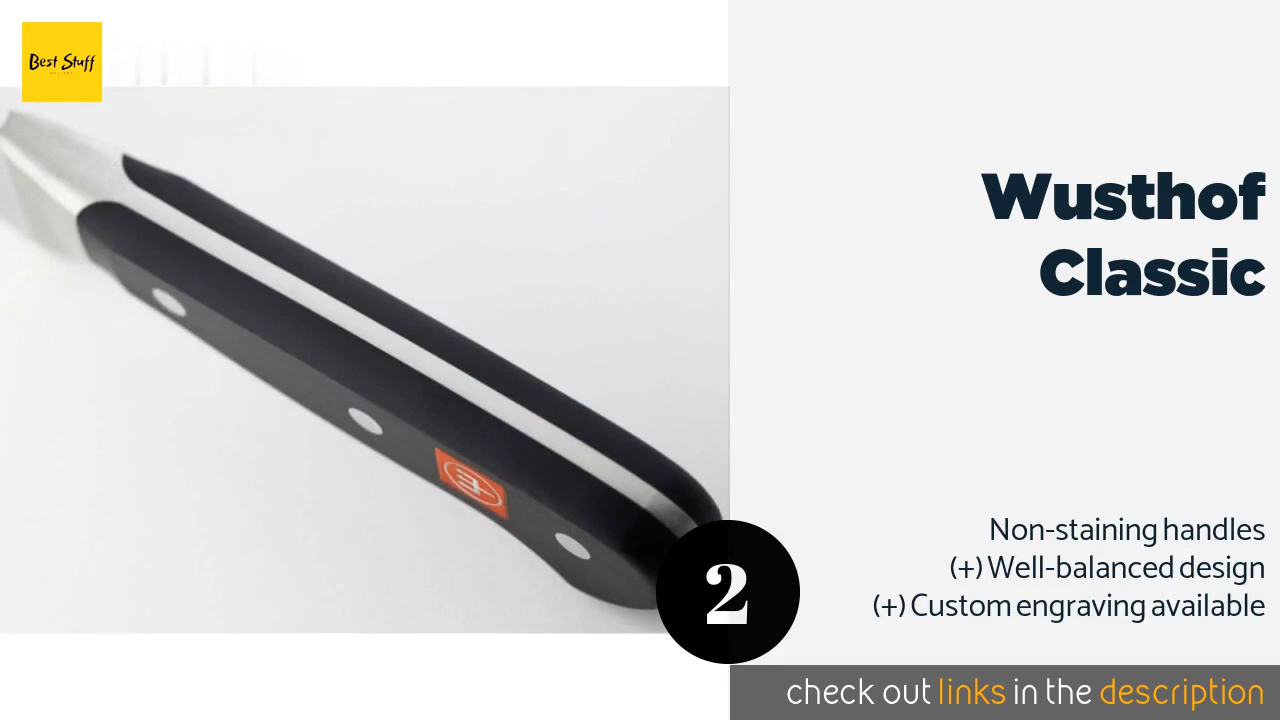 Best Stuff
Wusthof
Classic
Non-staining handles
(+) Well-balanced design
(+) Custom engraving available
2
check out links in the description